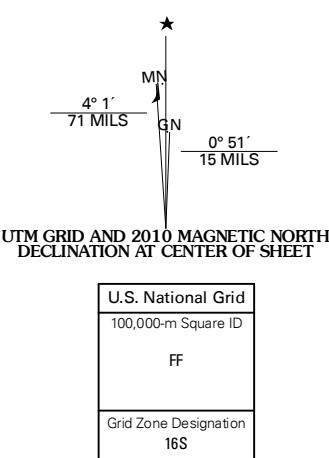 MN
4° 1´
71 MILS
GN
0° 51´
15 MILS
UTM GRID AND 2010 MAGNETIC NORTH
DECLINATION AT CENTER OF SHEET
U.S. National Grid
100,000-m Square ID
FF
Grid Zone Designation
16S